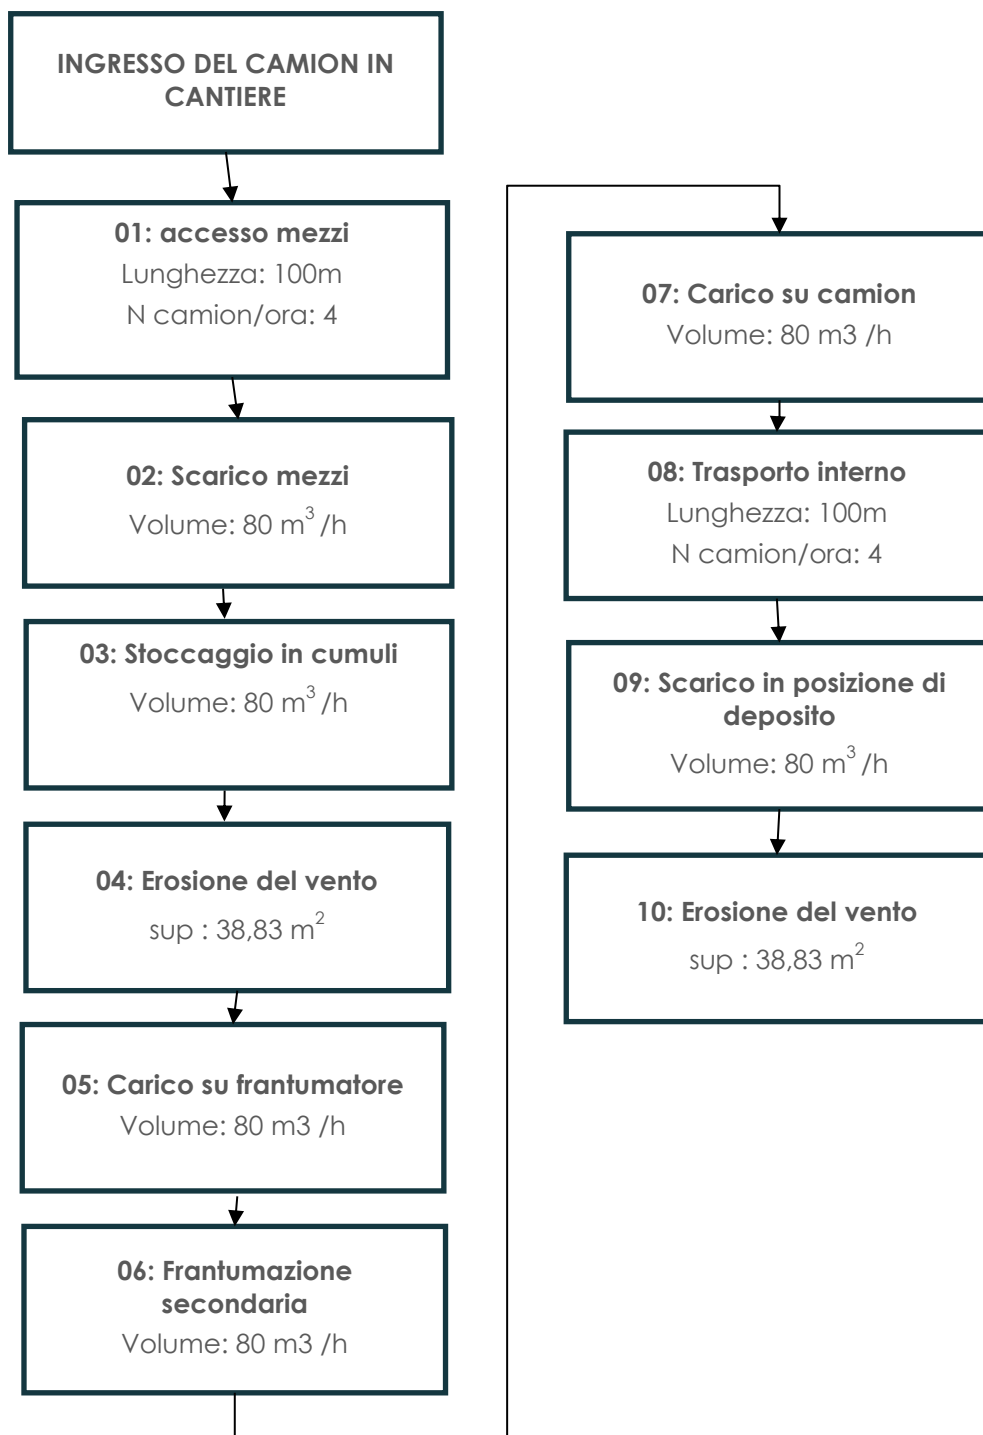 INGRESSO DEL CAMION IN
CANTIERE
01: accesso mezzi
Lunghezza: 100m
N camion/ora: 4
02: Scarico mezzi
Volume: 80 m³ /h
03: Stoccaggio in cumuli
Volume: 80 m³ /h
04: Erosione del vento
sup : 38,83 m²
05: Carico su frantumatore
Volume: 80 m3 /h
06: Frantumazione
secondaria
Volume: 80 m3 /h
07: Carico su camion
Volume: 80 m3 /h
08: Trasporto interno
Lunghezza: 100m
N camion/ora: 4
09: Scarico in posizione di
deposito
Volume: 80 m³ /h
10: Erosione del vento
sup : 38,83 m²